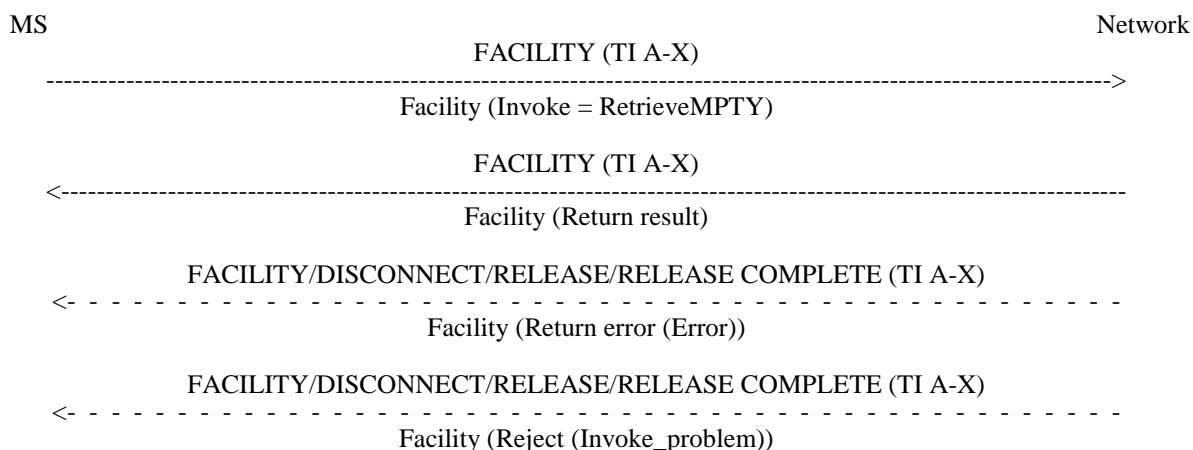 MS Network
FACILITY (TI A-X)
------------------------------------------------------------------------------------------------------------------------>
Facility (Invoke = RetrieveMPTY)
FACILITY (TI A-X)
<------------------------------------------------------------------------------------------------------------------------
Facility (Return result)
FACILITY/DISCONNECT/RELEASE/RELEASE COMPLETE (TI A-X)
<- - - - - - - - - - - - - - - - - - - - - - - - - - - - - - - - - - - - - - - - - - - - - - - - - -
Facility (Return error (Error))
FACILITY/DISCONNECT/RELEASE/RELEASE COMPLETE (TI A-X)
<- - - - - - - - - - - - - - - - - - - - - - - - - - - - - - - - - - - - - - - - - - - - - - - - - -
Facility (Reject (Invoke_problem))